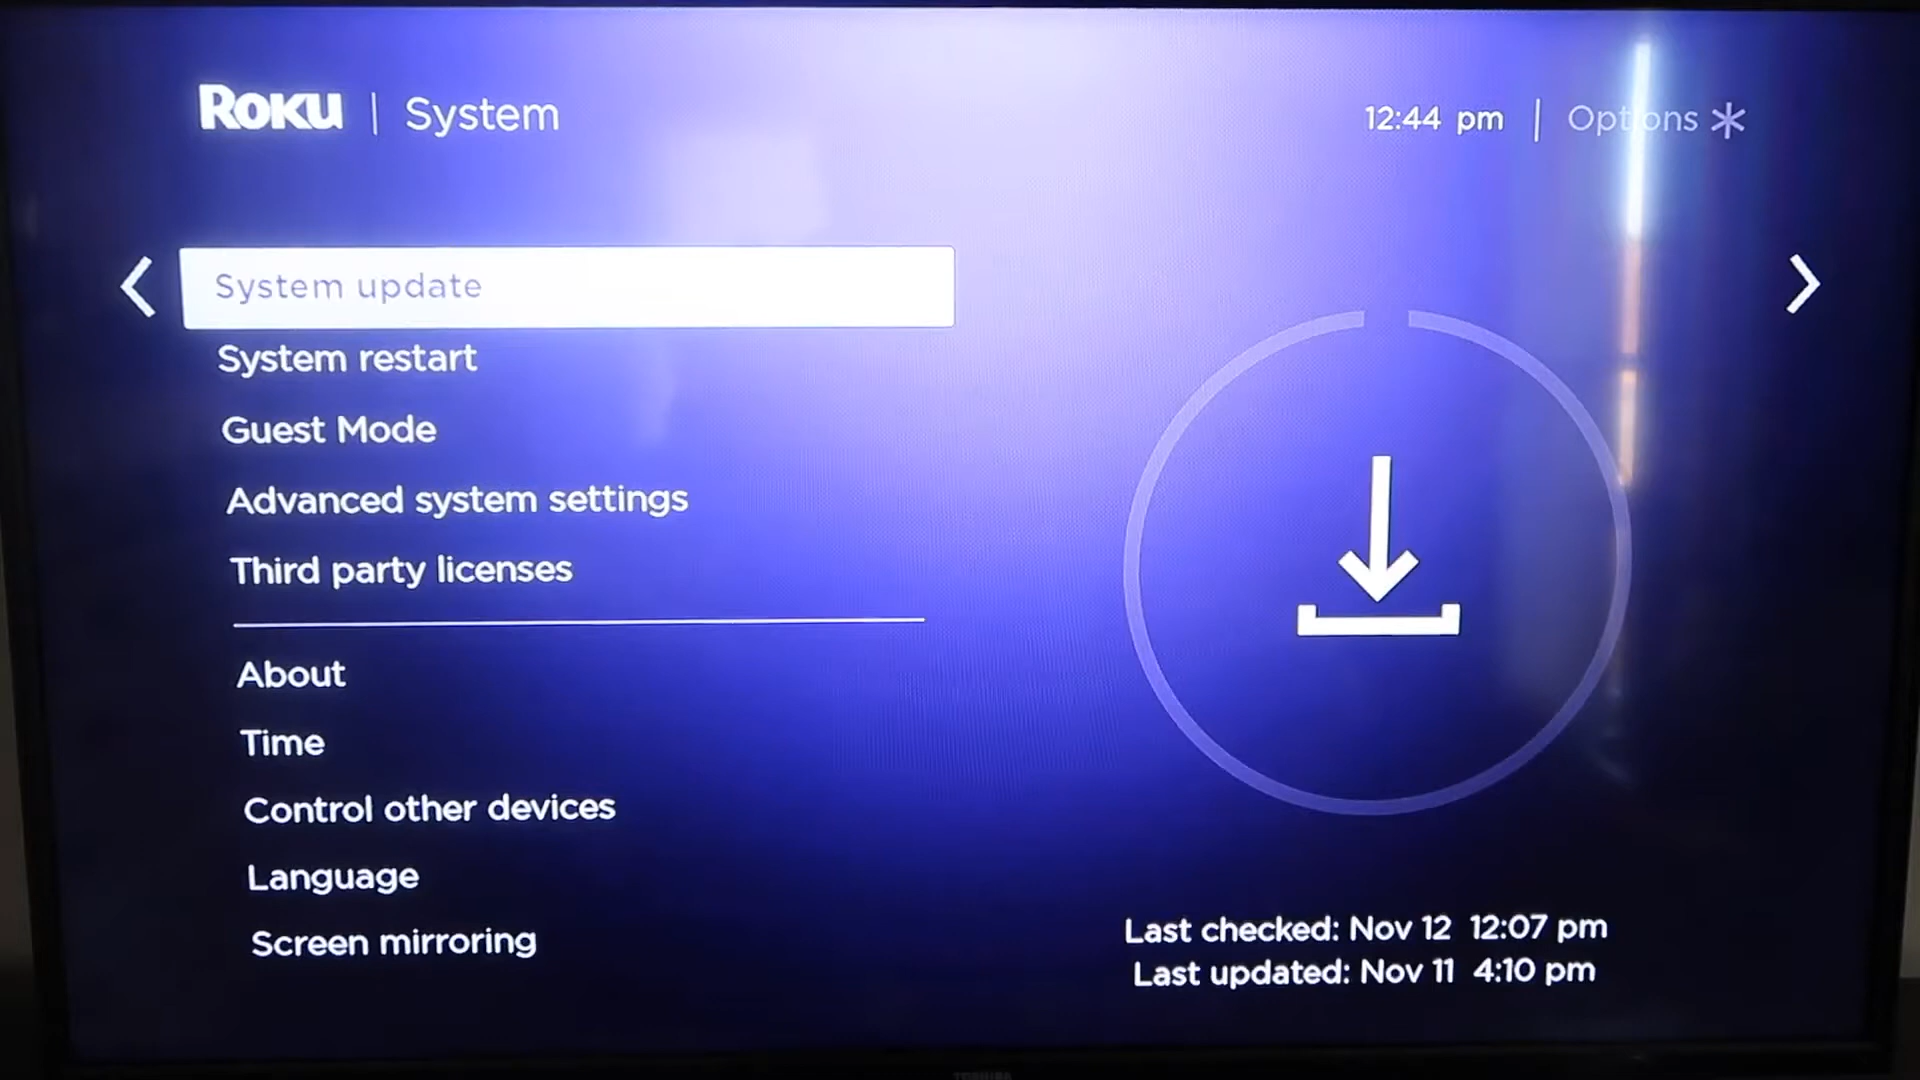 Roku | System
12:44 pm | Options *
System update
System restart
Guest Mode
Advanced system settings
Third party licenses
About
Time
Control other devices
Language
Screen mirroring
Last checked: Nov 12 12:07 pm
Last updated: Nov 11 4:10 pm